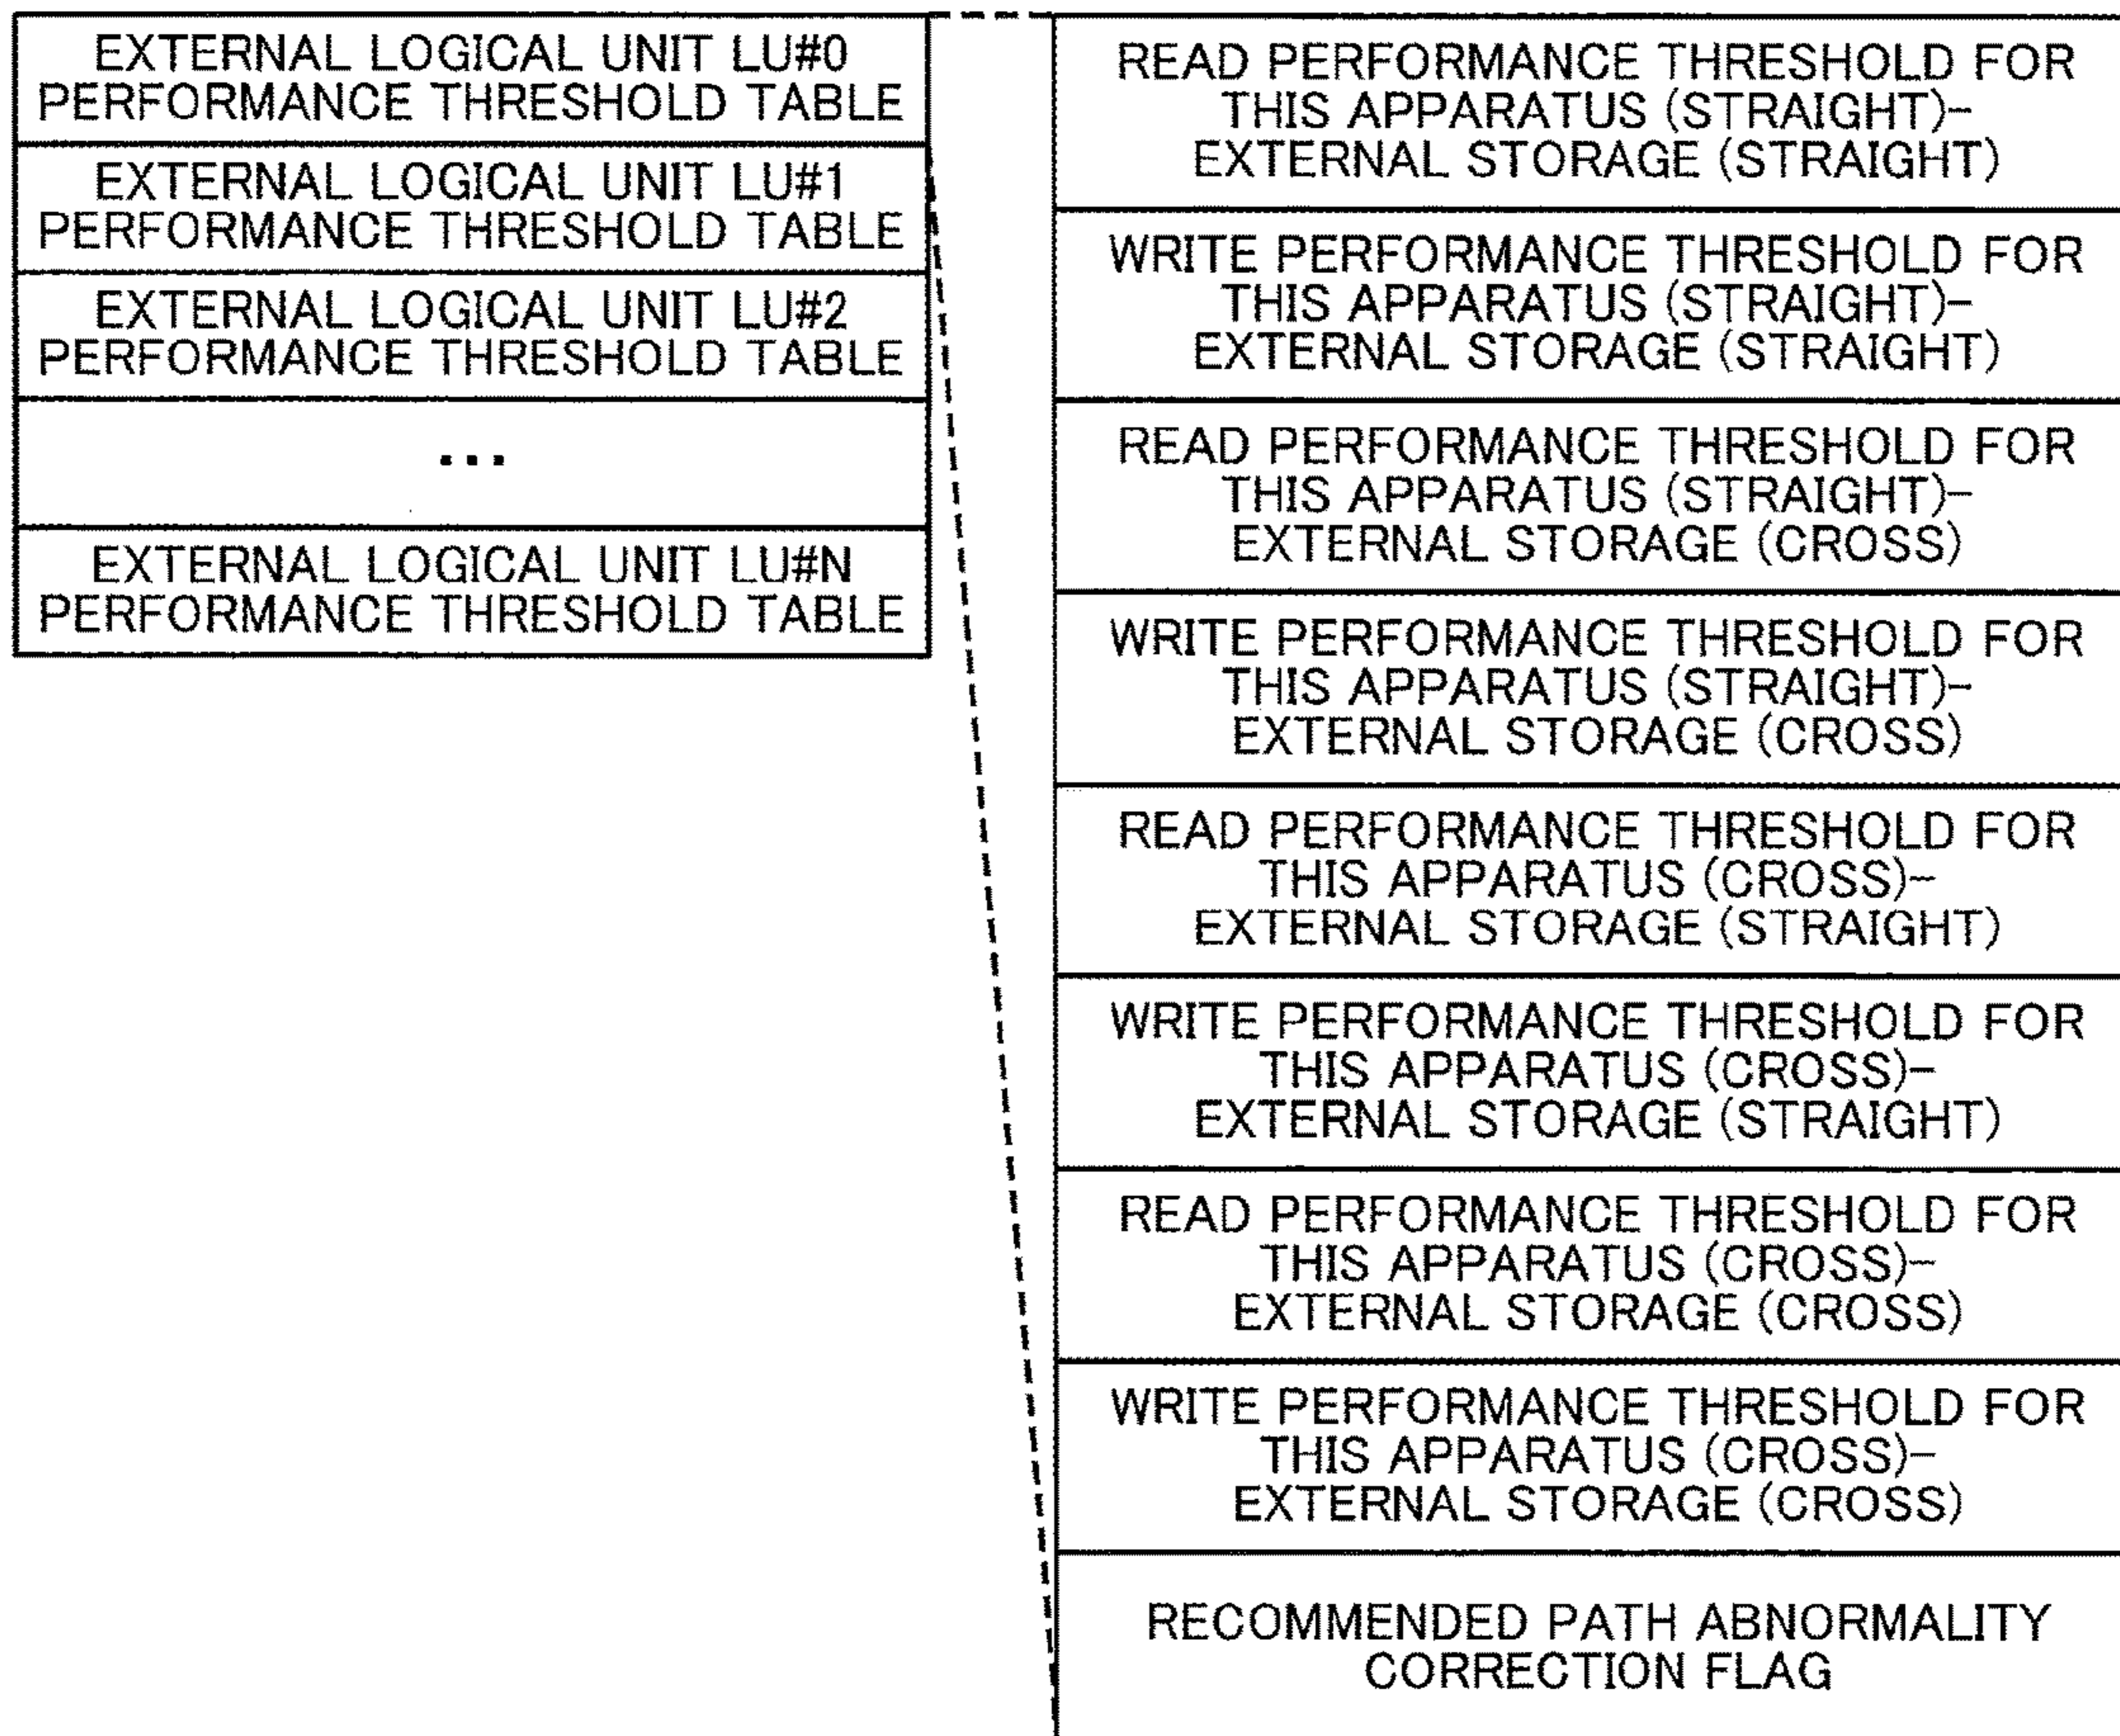 EXTERNAL LOGICAL UNIT LU#0
PERFORMANCE THRESHOLD TABLE
EXTERNAL LOGICAL UNIT LU#1
PERFORMANCE THRESHOLD TABLE
EXTERNAL LOGICAL UNIT LU#2
PERFORMANCE THRESHOLD TABLE
...
EXTERNAL LOGICAL UNIT LU#N
PERFORMANCE THRESHOLD TABLE
READ PERFORMANCE THRESHOLD FOR
THIS APPARATUS (STRAIGHT)-
EXTERNAL STORAGE (STRAIGHT)
WRITE PERFORMANCE THRESHOLD FOR
THIS APPARATUS (STRAIGHT)-
EXTERNAL STORAGE (STRAIGHT)
READ PERFORMANCE THRESHOLD FOR
THIS APPARATUS (STRAIGHT)-
EXTERNAL STORAGE (CROSS)
WRITE PERFORMANCE THRESHOLD FOR
THIS APPARATUS (STRAIGHT)-
EXTERNAL STORAGE (CROSS)
READ PERFORMANCE THRESHOLD FOR
THIS APPARATUS (CROSS)-
EXTERNAL STORAGE (STRAIGHT)
WRITE PERFORMANCE THRESHOLD FOR
THIS APPARATUS (CROSS)-
EXTERNAL STORAGE (STRAIGHT)
READ PERFORMANCE THRESHOLD FOR
THIS APPARATUS (CROSS)-
EXTERNAL STORAGE (CROSS)
WRITE PERFORMANCE THRESHOLD FOR
THIS APPARATUS (CROSS)-
EXTERNAL STORAGE (CROSS)
RECOMMENDED PATH ABNORMALITY
CORRECTION FLAG